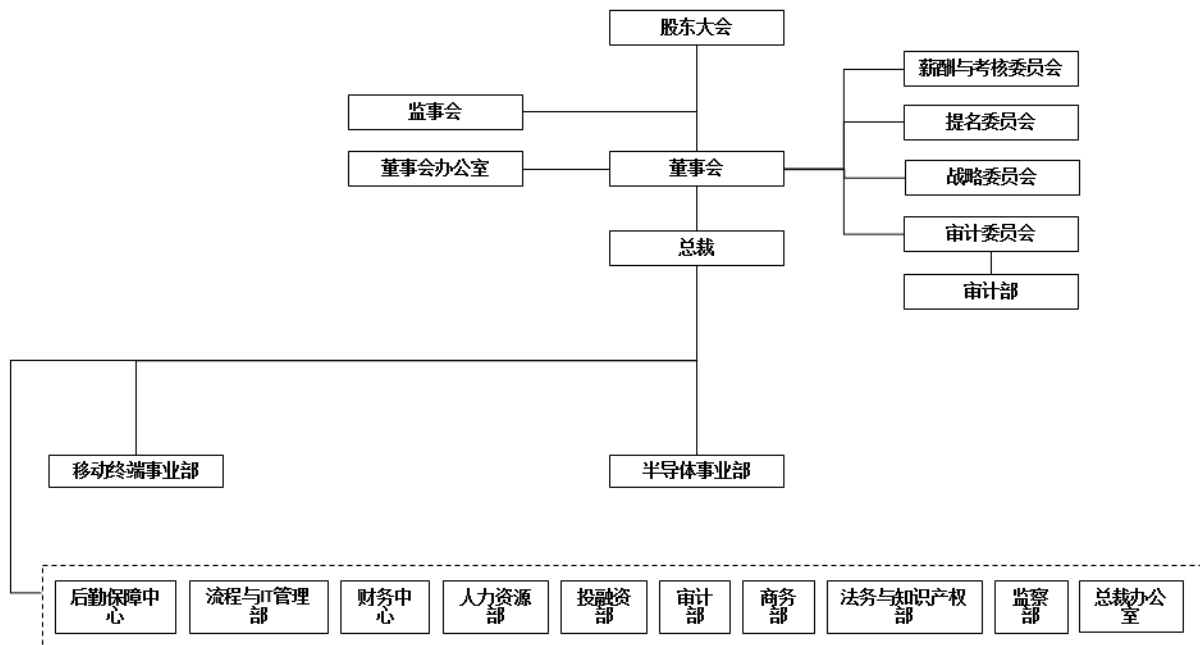 股东大会
薪酬与考核委员会
监事会
提名委员会
董事会办公室
董事会
战略委员会
总裁
审计委员会
审计部
移动终端事业部
半导体事业部
后勤保障中
心
流程与IT管理
部
财务中
心
人力资源
部
投融资
部
审计
部
商务
部
法务与知识产权
部
监察
部
总裁办公
室